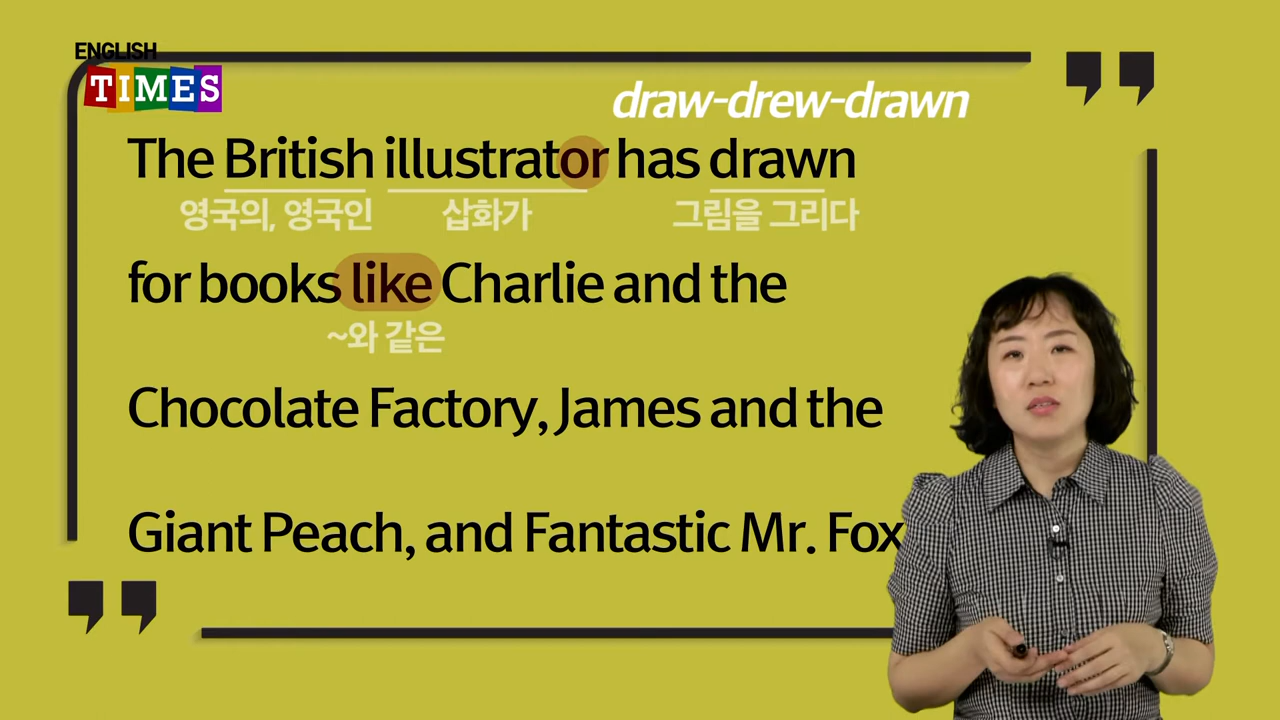 ENGLISH
TIMES
draw-drew-drawn
The British illustrator has drawn
영국의, 영국인 삽화가 그림을 그리다
for books like Charlie and the
~와 같은
Chocolate Factory, James and the
Giant Peach, and Fantastic Mr. Fox